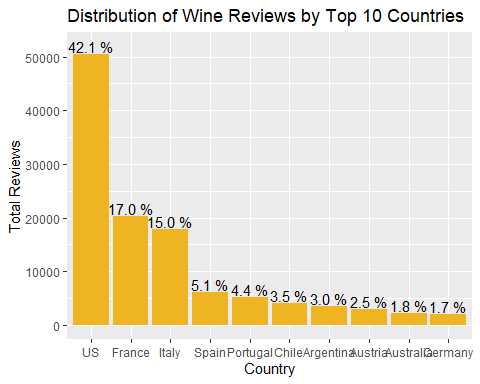 Distribution of Wine Reviews by Top 10 Countries
Total Reviews
50000
40000
30000
20000
10000
0
42.1 %
17.0 %
15.0 %
5.1 %
4.4 %
3.5 %
3.0 %
2.5 %
1.8 %
1.7 %
US
France
Italy
Spain
Portugal
Chile
Argentina
Austria
Australia
Germany
Country